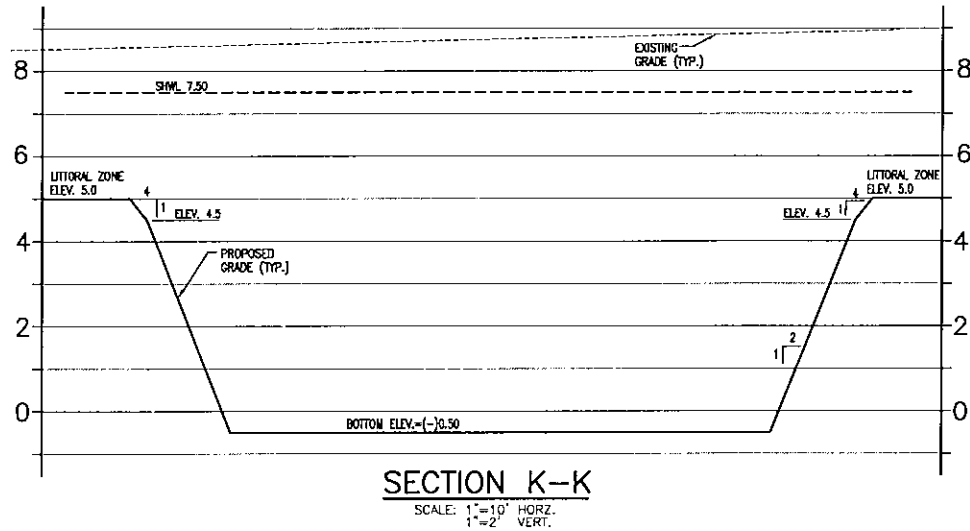 EXISTING
GRADE (TYP.)
8
8
SHWL 7.50
6
6
LITTORAL ZONE
ELEV. 5.0
4
1
ELEV. 4.5
LITTORAL ZONE
ELEV. 5.0
4
1
ELEV. 4.5
4
4
PROPOSED
GRADE (TYP.)
2
2
2
1
0
0
BOTTOM ELEV.=(-)0.50
SECTION K-K
SCALE: 1"=10' HORZ.
1"=2' VERT.